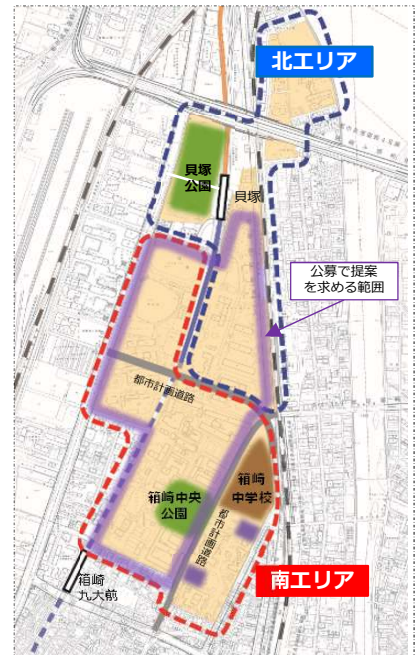 北エリア
貝塚
公園
貝塚
公募で提案
を求める範囲
都市計画道路
箱崎
中学校
箱崎中央
公園
都市計画道路
箱崎
九大前
南エリア